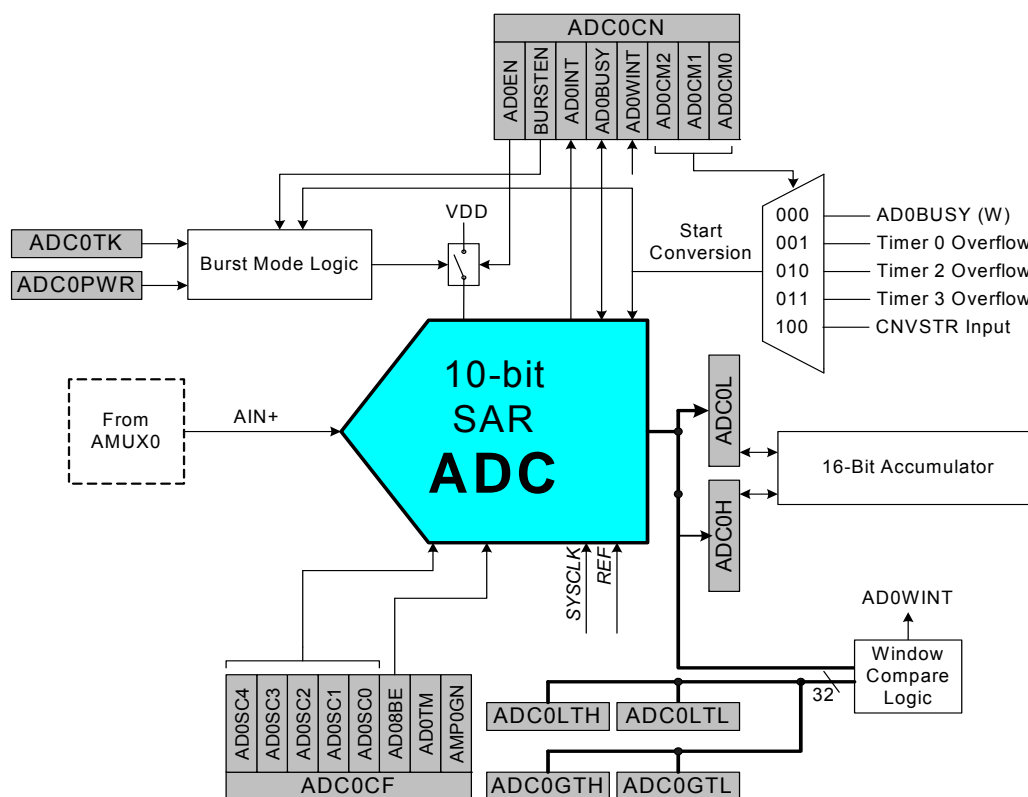 ADC0CN
AD0EN
BURSTEN
AD0INT
AD0BUSY
AD0WINT
AD0CM2
AD0CM1
AD0CM0
VDD
Start
Conversion
000
001
010
011
100
AD0BUSY (W)
Timer 0 Overflow
Timer 2 Overflow
Timer 3 Overflow
CNVSTR Input
ADC0TK
ADC0PWR
Burst Mode Logic
From
AMUX0
AIN+
10-bit
SAR
ADC
ADC0L
ADC0H
16-Bit Accumulator
SYSCLK
REF
AD0WINT
Window
Compare
Logic
32
AD0SC4
AD0SC3
AD0SC2
AD0SC1
AD0SC0
AD08BE
AD0TM
AMP0GN
ADC0CF
ADC0LTH
ADC0LTL
ADC0GTH
ADC0GTL